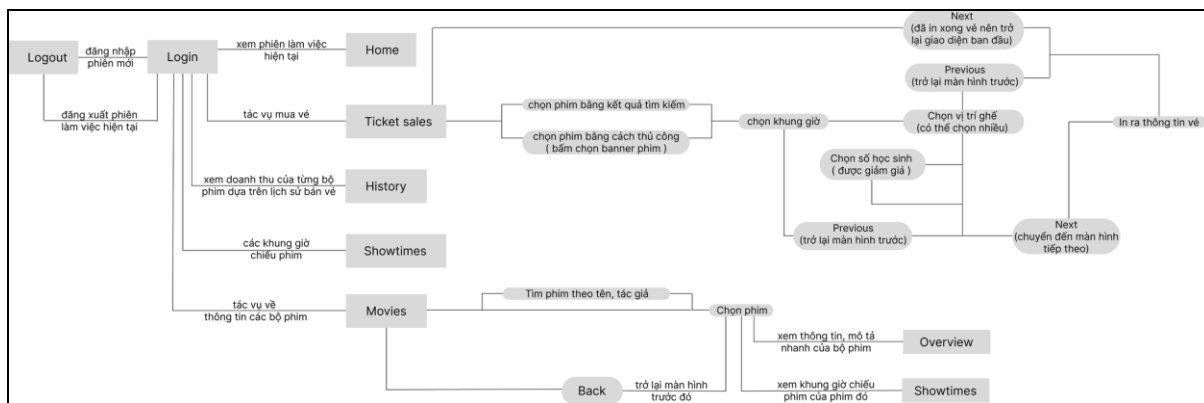 Logout
đăng nhập
phiên mới
Login
đăng xuất phiên
làm việc hiện tại
xem phiên làm việc
hiện tại
Home
tác vụ mua vé
Ticket sales
xem doanh thu của từng bộ
phim dựa trên lịch sử bán vé
History
các khung giờ
chiếu phim
Showtimes
tác vụ về
thông tin các bộ phim
Movies
chọn phim bằng kết quả tìm kiếm
chọn phim bằng cách thủ công
( bấm chọn banner phim )
chọn khung giờ
Next
(đã in xong vé nên trở
lại giao diện ban đầu)
Previous
(trở lại màn hình trước)
Chọn vị trí ghế
(có thể chọn nhiều)
In ra thông tin vé
Chọn số học sinh
( được giảm giá )
Previous
(trở lại màn hình trước)
Next
(chuyển đến màn hình
tiếp theo)
Tìm phim theo tên, tác giả
Chọn phim
xem thông tin, mô tả
nhanh của bộ phim
Overview
Back
trở lại màn hình
trước đó
xem khung giờ chiếu
phim của phim đó
Showtimes